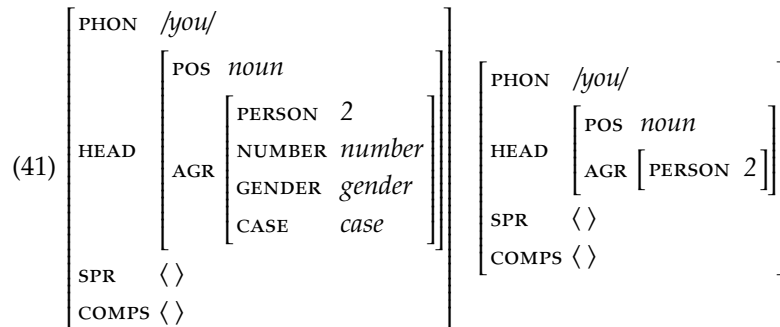 (41)
PHON /you/
HEAD
POS noun
AGR
PERSON 2
NUMBER number
GENDER gender
CASE case
SPR ⟨ ⟩
COMPS ⟨ ⟩
PHON /you/
HEAD
POS noun
AGR [PERSON 2]
SPR ⟨ ⟩
COMPS ⟨ ⟩